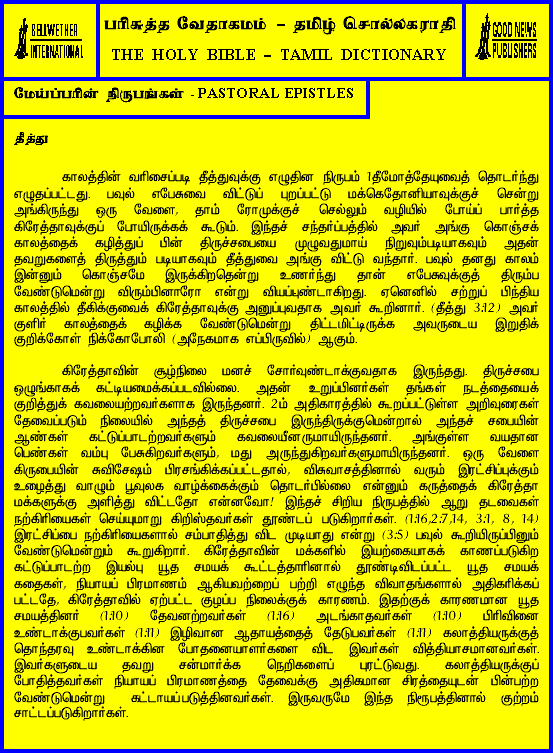 BELLWETHER
INTERNATIONAL
பரிசுத்த வேதாகமம் – தமிழ் சொல்லகராதி
THE HOLY BIBLE – TAMIL DICTIONARY
GOOD NEWS
PUBLISHERS
மேய்ப்பரின் நிருபங்கள் - PASTORAL EPISTLES
தீத்து
காலத்தின் வரிசைப்படி தீத்துவுக்கு எழுதின நிருபம் 1தீமோத்தேயுவைத் தொடர்ந்து
எழுதப்பட்டது. பவுல் எபேசுவை விட்டுப் புறப்பட்டு மக்கெதோனியாவுக்குச் சென்று
அங்கிருந்து ஒரு வேளை, தாம் ரோமுக்குச் செல்லும் வழியில் போய்ப் பார்த்த
கிரேத்தாவுக்குப் போயிருக்கக் கூடும். இந்தச் சந்தர்ப்பத்தில் அவர் அங்கு கொஞ்சக்
காலத்தைக் கழித்துப் பின் திருச்சபையை முழுவதுமாய் நிறுவும்படியாகவும் அதன்
தவறுகளைத் திருத்தும் படியாகவும் தீத்துவை அங்கு விட்டு வந்தார். பவுல் தனது காலம்
இன்னும் கொஞ்சமே இருக்கிறதென்று உணர்ந்து தான் எபேசுவுக்குத் திரும்ப
வேண்டுமென்று விரும்பினாரோ என்று வியப்புண்டாகிறது. ஏனெனில் சற்றுப் பிந்திய
காலத்தில் தீகிக்குவைக் கிரேத்தாவுக்கு அனுப்புவதாக அவர் கூறினார். (தீத்து 3:12) அவர்
குளிர் காலத்தைக் கழிக்க வேண்டுமென்று திட்டமிட்டிருக்க அவருடைய இறுதிக்
குறிக்கோள் நிக்கோபோலி (அநேகமாக எப்பிருவில்) ஆகும்.
கிரேத்தாவின் சூழ்நிலை மனச் சோர்வுண்டாக்குவதாக இருந்தது. திருச்சபை
ஒழுங்காகக் கட்டியமைக்கப்படவில்லை. அதன் உறுப்பினர்கள் தங்கள் நடத்தையைக்
குறித்துக் கவலையற்றவர்களாக இருந்தனர். 2ம் அதிகாரத்தில் கூறப்பட்டுள்ள அறிவுரைகள்
தேவைப்படும் நிலையில் அந்தத் திருச்சபை இருந்திருக்குமென்றால் அந்தச் சபையின்
ஆண்கள் கட்டுப்பாடற்றவர்களும் கவலையீனருமாயிருந்தனர். அங்குள்ள வயதான
பெண்கள் வம்பு பேசுகிறவர்களும், மது அருந்துகிறவர்களுமாயிருந்தனர். ஒரு வேளை
கிருபையின் சுவிசேஷம் பிரசங்கிக்கப்பட்டதால், விசுவாசத்தினால் வரும் இரட்சிப்புக்கும்
உழைத்து வாழும் பூவுலக வாழ்க்கைக்கும் தொடர்பில்லை என்னும் கருத்தைக் கிரேத்தா
மக்களுக்கு அளித்து விட்டதோ என்னவோ! இந்தச் சிறிய நிருபத்தில் ஆறு தடவைகள்
நற்கிரியைகள் செய்யுமாறு கிறிஸ்தவர்கள் தூண்டப் படுகிறார்கள். (1:16,2:7,14, 3:1, 8, 14)
இரட்சிப்பை நற்கிரியைகளால் சம்பாதித்து விட முடியாது என்று (3:5) பவுல் கூறியிருப்பினும்
வேண்டுமென்றும் கூறுகிறார். கிரேத்தாவின் மக்களில் இயற்கையாகக் காணப்படுகிற
கட்டுப்பாடற்ற இயல்பு யூத சமயக் கூட்டத்தாரினால் தூண்டிவிடப்பட்ட யூத சமயக்
கதைகள், நியாயப் பிரமாணம் ஆகியவற்றைப் பற்றி எழுந்த விவாதங்களால் அதிகரிக்கப்
பட்டதே, கிரேத்தாவில் ஏற்பட்ட குழப்ப நிலைக்குக் காரணம். இதற்குக் காரணமான யூத
சமயத்தினர் (1:10) தேவனற்றவர்கள் (1:16) அடங்காதவர்கள் (1:10) பிரிவினை
உண்டாக்குபவர்கள் (1:11) இழிவான ஆதாயத்தைத் தேடுபவர்கள் (1:11) கலாத்தியருக்குத்
தொந்தரவு உண்டாக்கின போதனையாளர்களை விட இவர்கள் வித்தியாசமானவர்கள்.
இவர்களுடைய தவறு சன்மார்க்க நெறிகளைப் புரட்டுவது. கலாத்தியருக்குப்
போதித்தவர்கள் நியாயப் பிரமாணத்தை தேவைக்கு அதிகமான சிரத்தையுடன் பின்பற்ற
வேண்டுமென்று கட்டாயப்படுத்தினவர்கள். இருவருமே இந்த நிரூபத்தினால் குற்றம்
சாட்டப்படுகிறார்கள்.